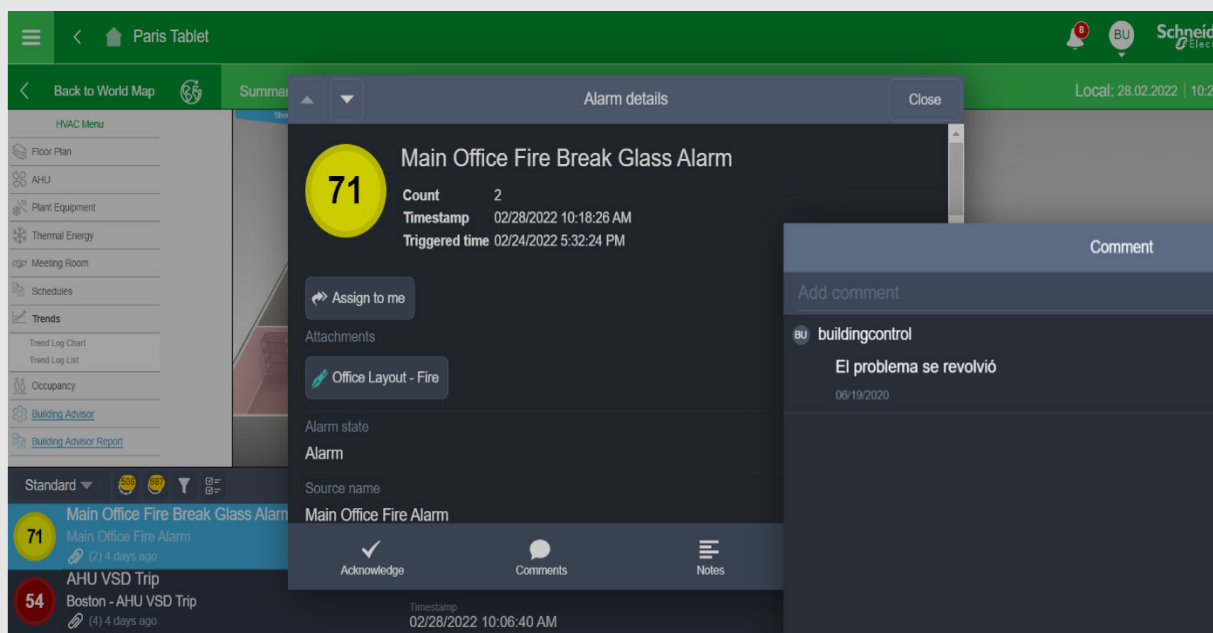 Paris Tablet
8
BU
Back to World Map
Local: 28.02.2022
HVAC Menu
Floor Plan
AHU
Plant Equipment
Thermal Energy
Meeting Room
Schedules
Trends
Trend Log Chart
Trend Log List
Occupancy
Building Advisor
Building Advisor Report
Alarm details
Close
71
Main Office Fire Break Glass Alarm
Count 2
Timestamp 02/28/2022 10:18:26 AM
Triggered time 02/24/2022 5:32:24 PM
Assign to me
Attachments
Office Layout - Fire
Alarm state
Alarm
Source name
Main Office Fire Alarm
Acknowledge
Comments
Notes
Comment
Add comment
BU buildingcontrol
El problema se revolvió
06/19/2020
Standard
71
Main Office Fire Break Glass Alarm
Main Office Fire Alarm
(2) 4 days ago
54
AHU VSD Trip
Boston - AHU VSD Trip
(4) 4 days ago
Timestamp
02/28/2022 10:06:40 AM